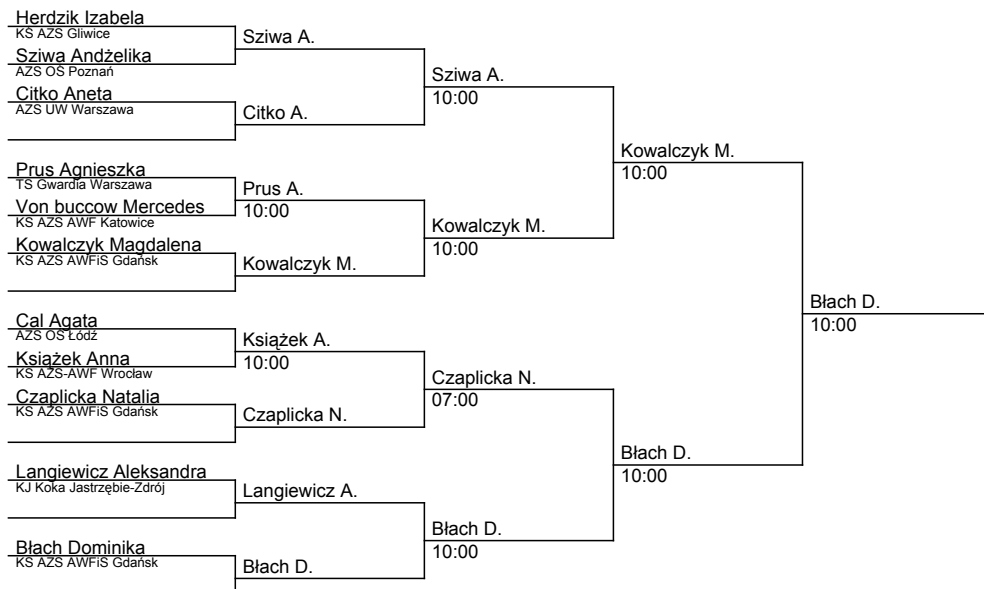 Herdzik Izabela
KS AZS Gliwice
Sziwa Andżelika
AZS OŚ Poznań
Citko Aneta
AZS UW Warszawa
Prus Agnieszka
TS Gwardia Warszawa
Von buccow Mercedes
KS AZS AWF Katowice
Kowalczyk Magdalena
KS AZS AWFiS Gdańsk
Cal Agata
AZS OŚ Łódź
Książek Anna
KS AZS-AWF Wrocław
Czaplicka Natalia
KS AZS AWFiS Gdańsk
Langiewicz Aleksandra
KJ Koka Jastrzębie-Zdrój
Błach Dominika
KS AZS AWFiS Gdańsk
Sziwa A.
Citko A.
Prus A.
10:00
Kowalczyk M.
Książek A.
10:00
Czaplicka N.
Langiewicz A.
Błach D.
Sziwa A.
10:00
Kowalczyk M.
10:00
Czaplicka N.
07:00
Błach D.
10:00
Kowalczyk M.
10:00
Błach D.
10:00
Błach D.
10:00